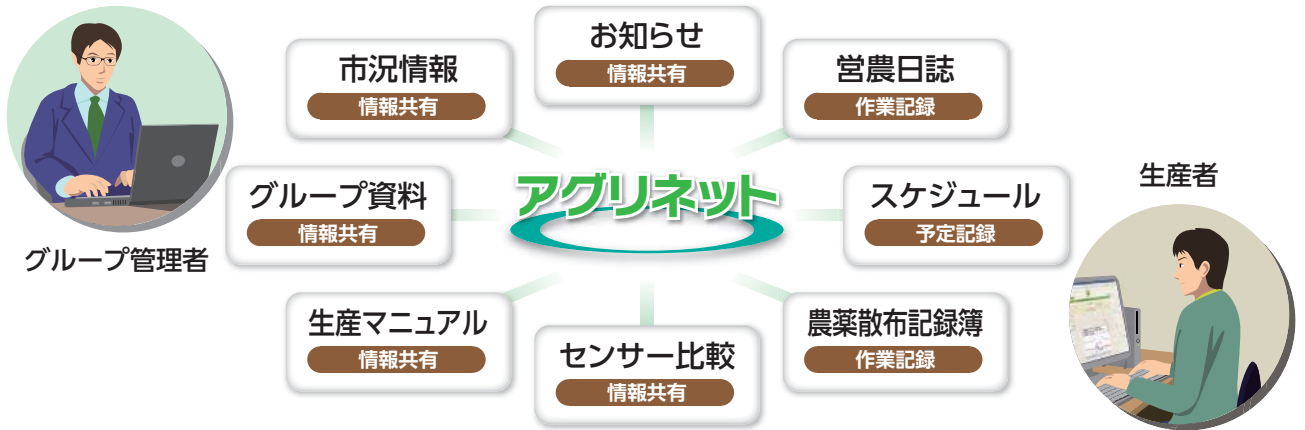 お知らせ
情報共有
市況情報
情報共有
営農日誌
作業記録
アグリネット
グループ資料
情報共有
スケジュール
予定記録
生産者
グループ管理者
生産マニュアル
情報共有
センサー比較
情報共有
農薬散布記録簿
作業記録